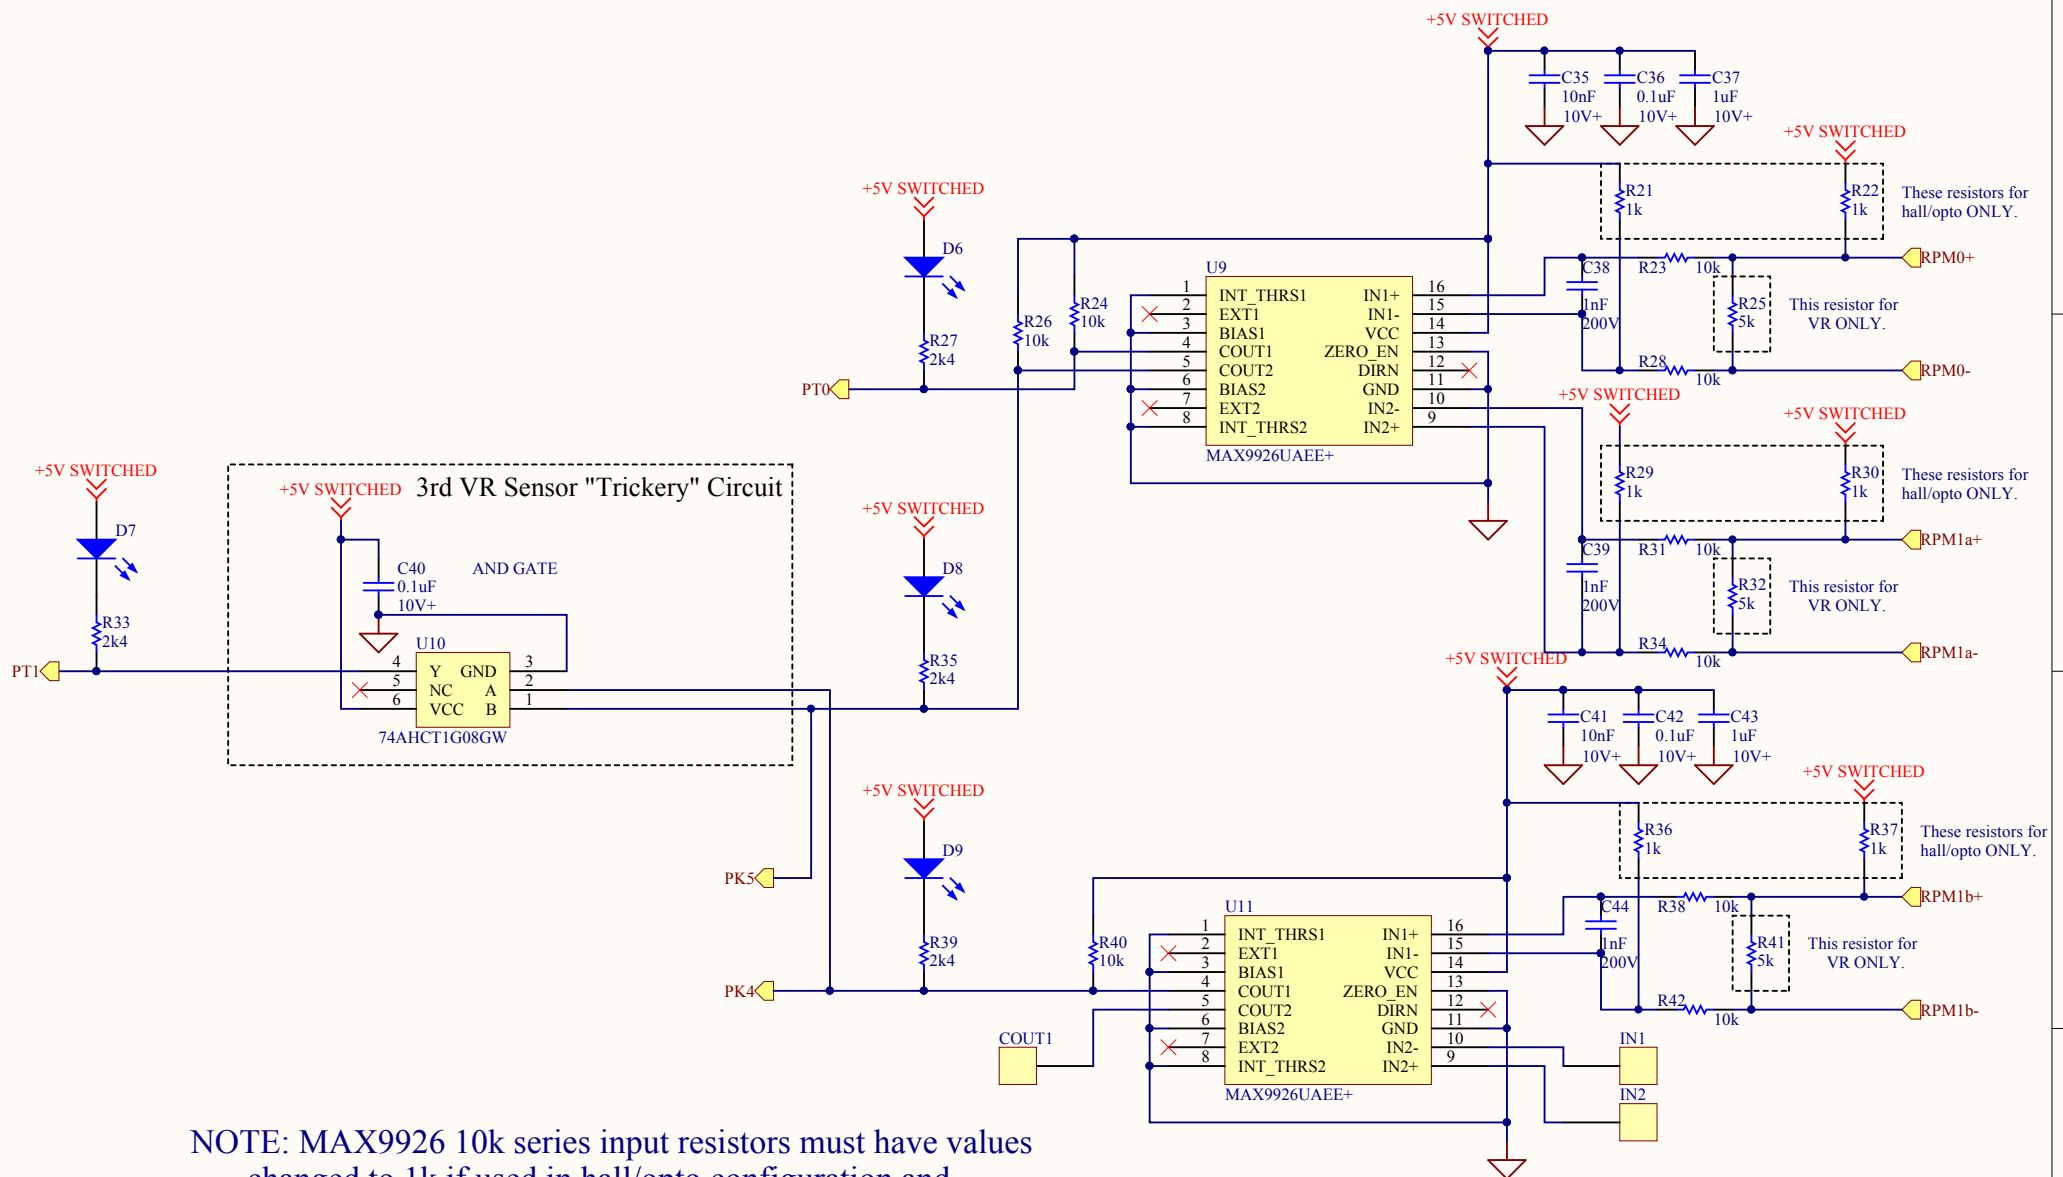 +5V SWITCHED
C35
10nF
10V+
C36
0.1uF
10V+
C37
1uF
10V+
+5V SWITCHED
R21
1k
R22
1k
These resistors for
hall/opto ONLY.
+5V SWITCHED
D6
R27
2k4
PT0
R26
10k
R24
10k
U9
1 INT_THRS1 IN1+ 16
2 EXT1 IN1- 15
3 BIAS1 VCC 14
4 COUT1 ZERO_EN 13
5 COUT2 DIRN 12
6 BIAS2 GND 11
7 EXT2 IN2- 10
8 INT_THRS2 IN2+ 9
MAX9926UAEE+
C38
1nF
200V
R23 10k
RPM0+
R25
5k
This resistor for
VR ONLY.
R28
10k
RPM0-
+5V SWITCHED
+5V SWITCHED
R29
1k
R30
1k
These resistors for
hall/opto ONLY.
C39
1nF
200V
R31 10k
RPM1a+
R32
5k
This resistor for
VR ONLY.
R34
10k
RPM1a-
+5V SWITCHED
D7
R33
2k4
PT1
3rd VR Sensor "Trickery" Circuit
+5V SWITCHED
C40
0.1uF
10V+
AND GATE
U10
4 Y GND 3
5 NC A 2
6 VCC B 1
74AHCT1G08GW
+5V SWITCHED
D8
R35
2k4
PK5
+5V SWITCHED
D9
R39
2k4
PK4
+5V SWITCHED
C41
10nF
10V+
C42
0.1uF
10V+
C43
1uF
10V+
+5V SWITCHED
R36
1k
R37
1k
These resistors for
hall/opto ONLY.
R40
10k
U11
1 INT_THRS1 IN1+ 16
2 EXT1 IN1- 15
3 BIAS1 VCC 14
4 COUT1 ZERO_EN 13
5 COUT2 DIRN 12
6 BIAS2 GND 11
7 EXT2 IN2- 10
8 INT_THRS2 IN2+ 9
MAX9926UAEE+
C44
1nF
200V
R38 10k
RPM1b+
R41
5k
This resistor for
VR ONLY.
R42
10k
RPM1b-
COUT1
IN1
IN2
NOTE: MAX9926 10k series input resistors must have values
changed to 1k if used in hall/opto configuration and